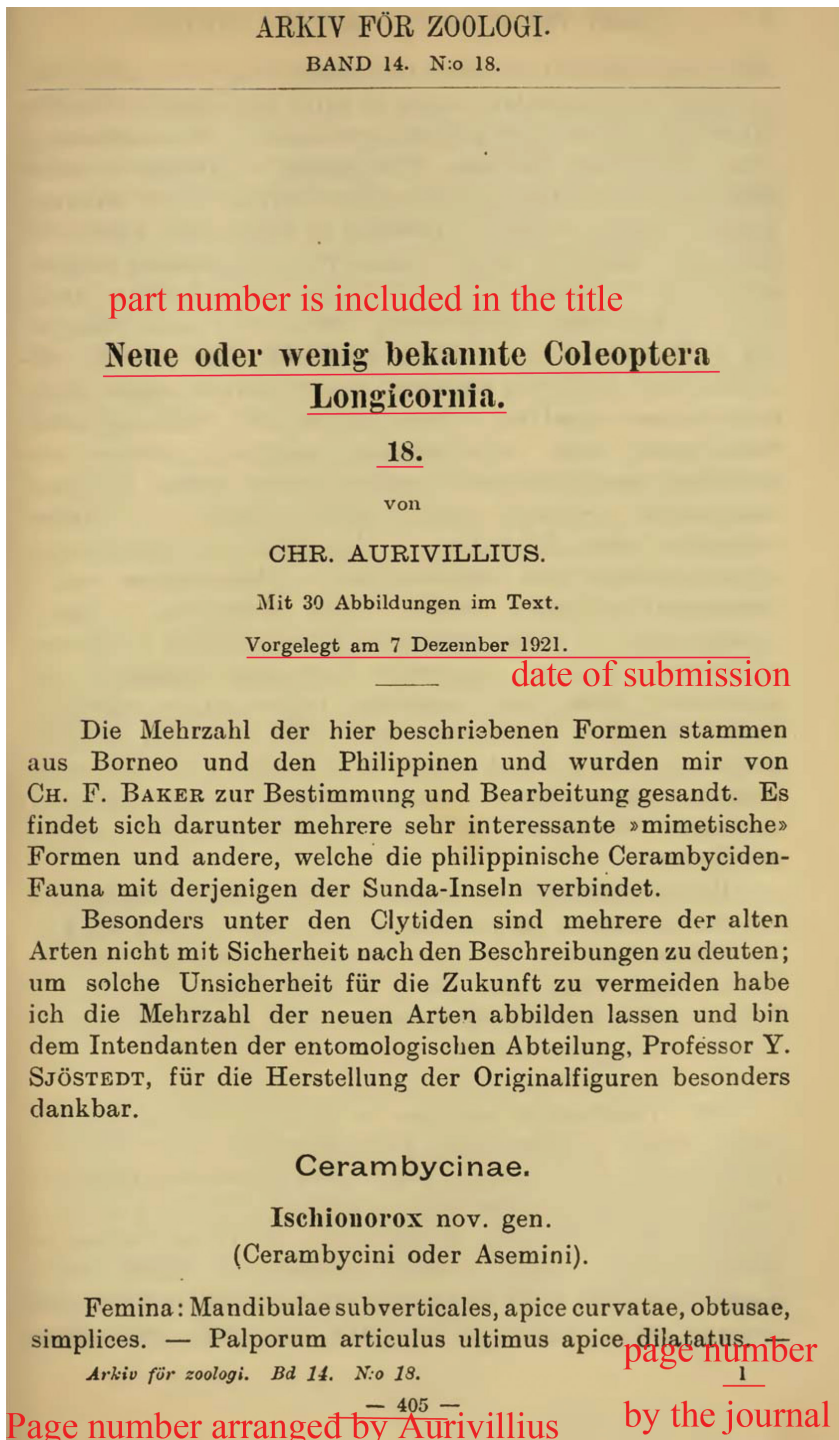 ARKIV FÖR ZOOLOGI.
BAND 14. N:o 18.
part number is included in the title
Neue oder wenig bekannte Coleoptera
Longicornia.
18.
von
CHR. AURIVILLIUS.
Mit 30 Abbildungen im Text.
Vorgelegt am 7 Dezember 1921.
date of submission
Die Mehrzahl der hier beschriebenen Formen stammen
aus Borneo und den Philippinen und wurden mir von
CH. F. BAKER zur Bestimmung und Bearbeitung gesandt. Es
findet sich darunter mehrere sehr interessante »mimetische»
Formen und andere, welche die philippinische Cerambyciden-
Fauna mit derjenigen der Sunda-Inseln verbindet.
Besonders unter den Clytiden sind mehrere der alten
Arten nicht mit Sicherheit nach den Beschreibungen zu deuten;
um solche Unsicherheit für die Zukunft zu vermeiden habe
ich die Mehrzahl der neuen Arten abbilden lassen und bin
dem Intendanten der entomologischen Abteilung, Professor Y.
SJÖSTEDT, für die Herstellung der Originalfiguren besonders
dankbar.
Cerambycinae.
Ischionorox nov. gen.
(Cerambycini oder Asemini).
Femina: Mandibulae subverticales, apice curvatae, obtusae,
simplices. — Palporum articulus ultimus apice dilatatus. —
Arkiv för zoologi. Bd 14. N:o 18. 1
page number
by the journal
— 405 —
Page number arranged by Aurivillius